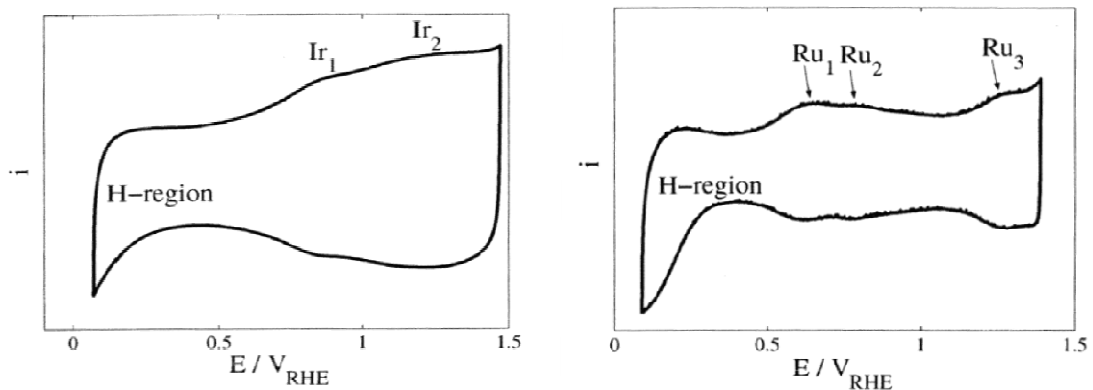 Ir1
Ir2
H-region
i
0
0.5
1
1.5
E / VRHE
Ru1
Ru2
Ru3
H-region
i
0
0.5
1
1.5
E / VRHE